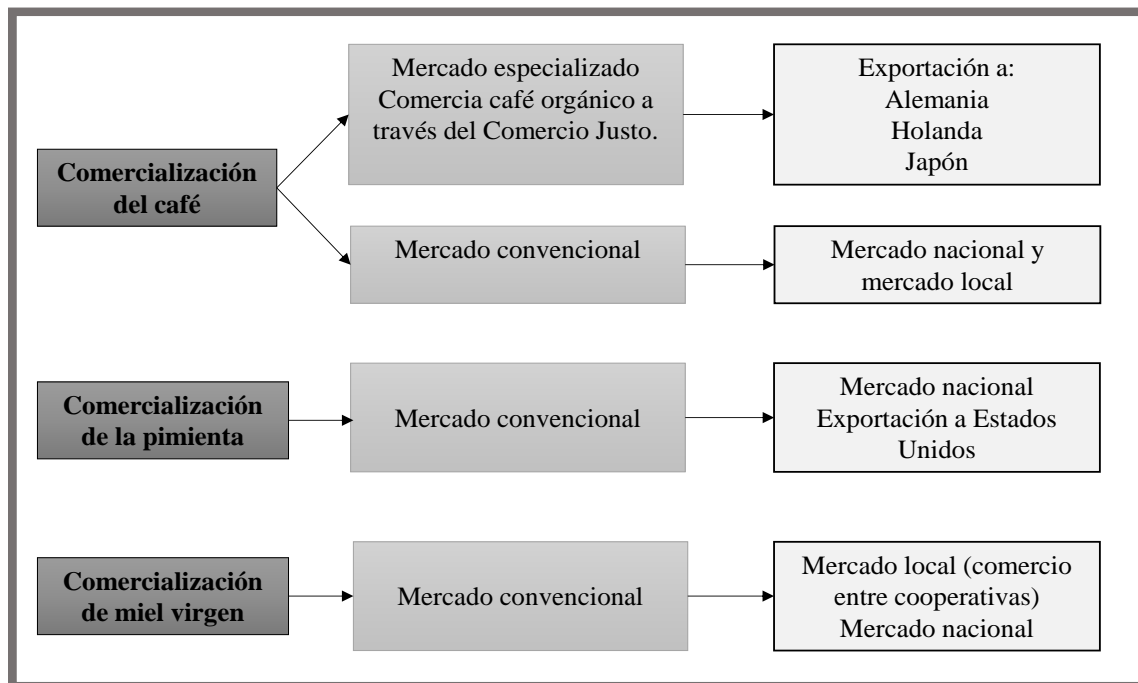 Comercialización
del café
Mercado especializado
Comercia café orgánico a
través del Comercio Justo.
Exportación a:
Alemania
Holanda
Japón
Mercado convencional
Mercado nacional y
mercado local
Comercialización
de la pimienta
Mercado convencional
Mercado nacional
Exportación a Estados
Unidos
Comercialización
de miel virgen
Mercado convencional
Mercado local (comercio
entre cooperativas)
Mercado nacional